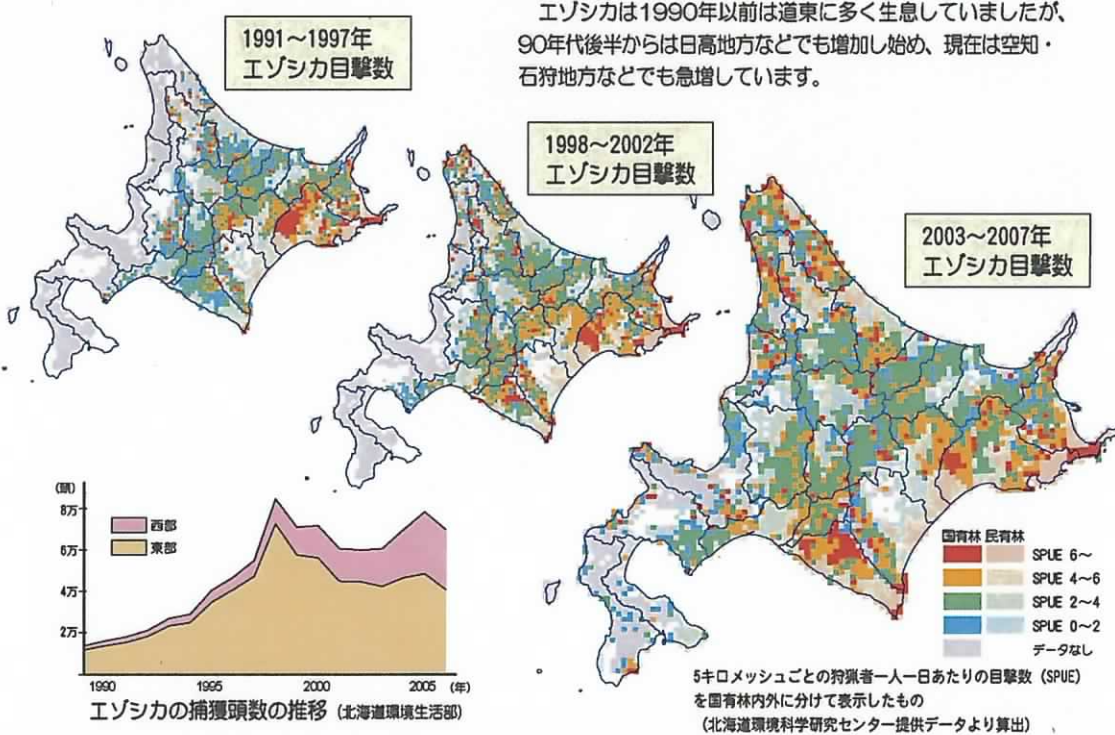 エゾシカは1990年以前は道東に多く生息していましたが、
90年代後半からは日高地方などでも増加し始め、現在は空知・
石狩地方などでも急増しています。
1991～1997年
エゾシカ目撃数
1998～2002年
エゾシカ目撃数
2003～2007年
エゾシカ目撃数
(頭)
8万
6万
4万
2万
西部
東部
1990 1995 2000 2005 (年)
エゾシカの捕獲頭数の推移 (北海道環境生活部)
国有林 民有林
SPUE 6～
SPUE 4～6
SPUE 2～4
SPUE 0～2
データなし
5キロメッシュごとの狩猟者一人一日あたりの目撃数 (SPUE)
を国有林内外に分けて表示したもの
(北海道環境科学研究センター提供データより算出)